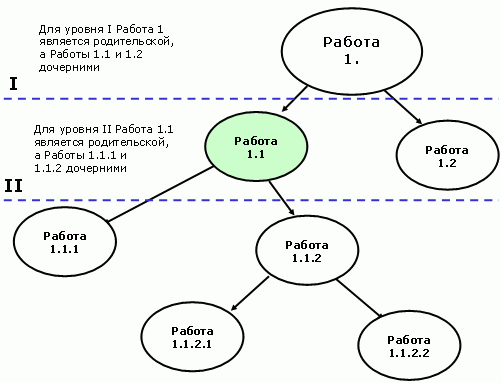 Для уровня I Работа 1
является родительской,
а Работы 1.1 и 1.2
дочерними
Работа
1.
I
Для уровня II Работа 1.1
является родительской,
а Работы 1.1.1 и
1.1.2 дочерними
Работа
1.1
Работа
1.2
II
Работа
1.1.1
Работа
1.1.2
Работа
1.1.2.1
Работа
1.1.2.2